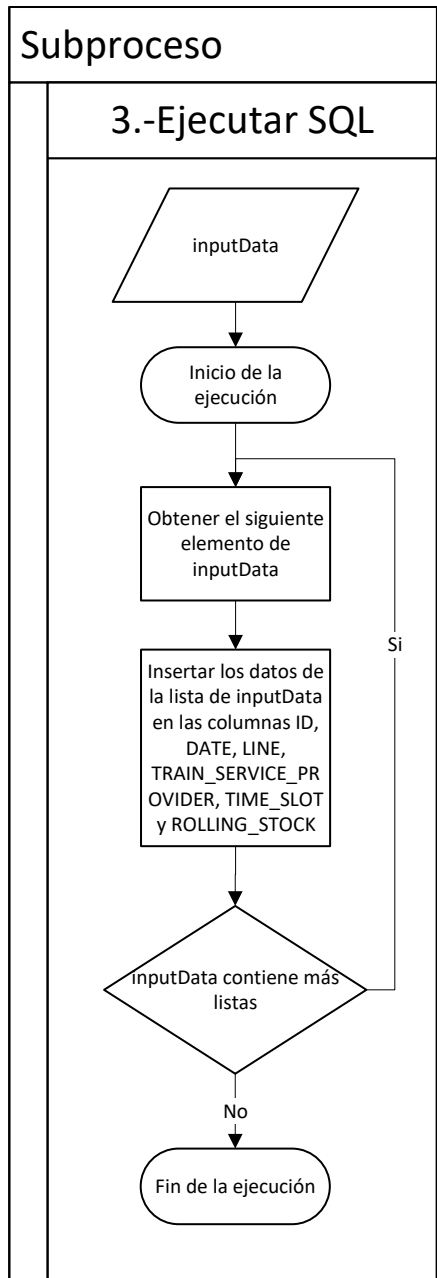 Subproceso
3.-Ejecutar SQL
inputData
Inicio de la
ejecución
Obtener el siguiente
elemento de
inputData
Si
Insertar los datos de
la lista de inputData
en las columnas ID,
DATE, LINE,
TRAIN_SERVICE_PR
OVIDER, TIME_SLOT
y ROLLING_STOCK
inputData contiene más
listas
No
Fin de la ejecución